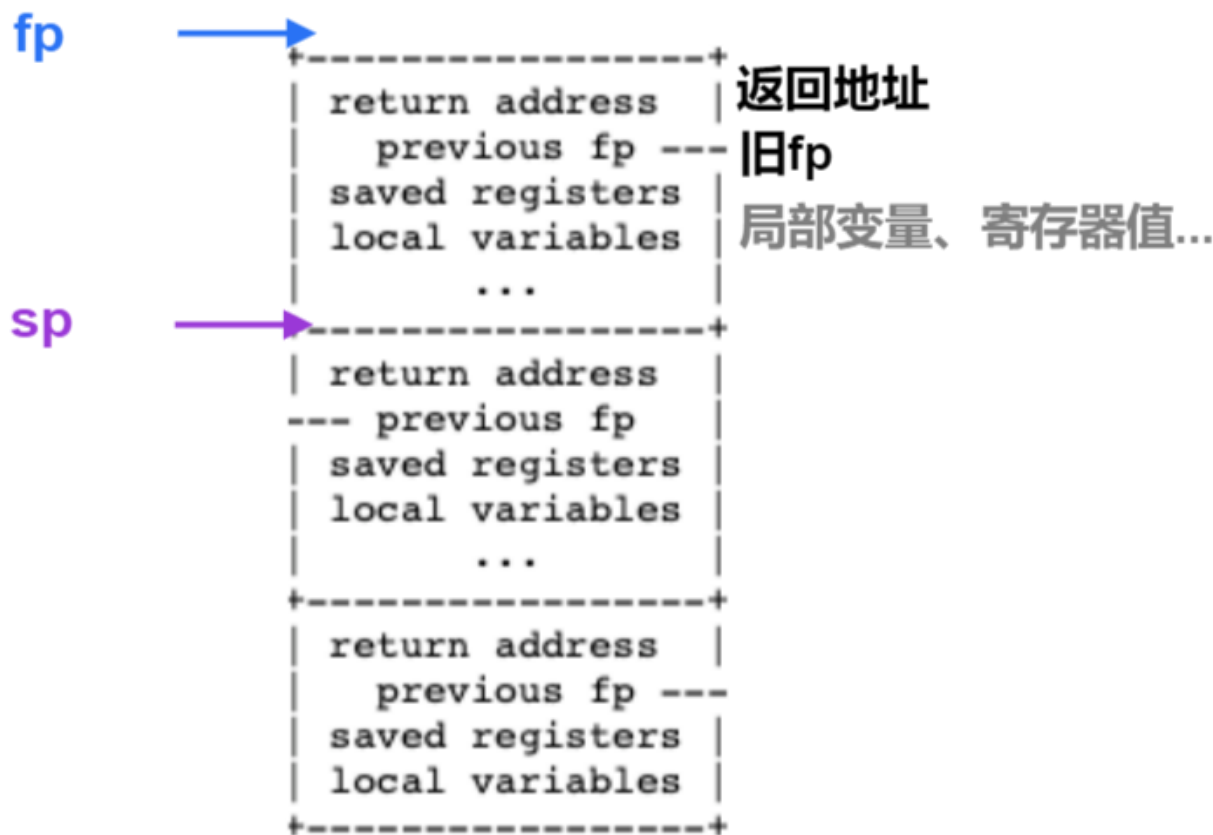 fp
return address 返回地址
previous fp --- 旧fp
saved registers
local variables 局部变量、寄存器值...
...
sp
return address
--- previous fp
saved registers
local variables
...
return address
previous fp ---
saved registers
local variables